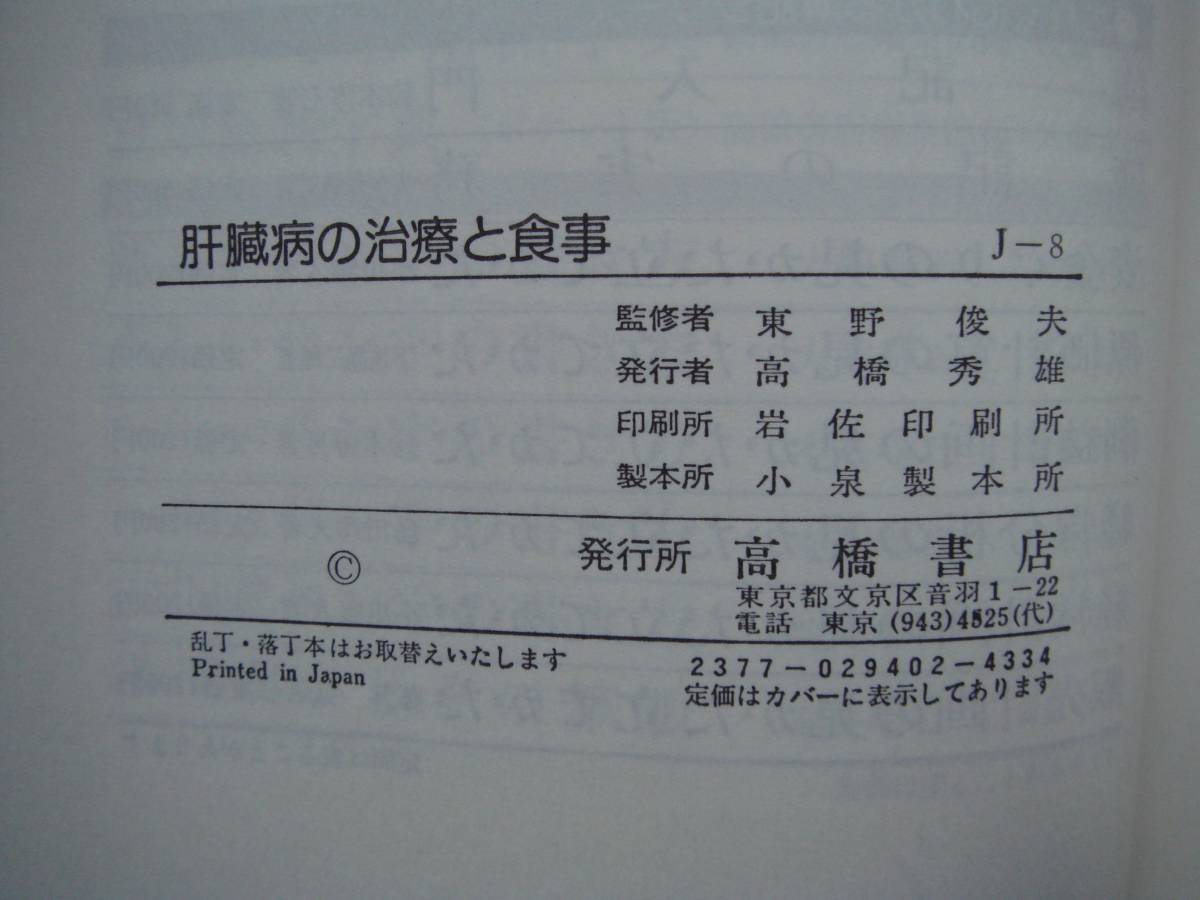 肝臓病の治療と食事 J-8
監修者 東野俊夫
発行者 高橋秀雄
印刷所 岩佐印刷所
製本所 小泉製本所
© 発行所 高橋書店
東京都文京区音羽1-22
電話 東京(943)4525(代)
乱丁・落丁本はお取替えいたします
Printed in Japan
2377-029402-4334
定価はカバーに表示してあります